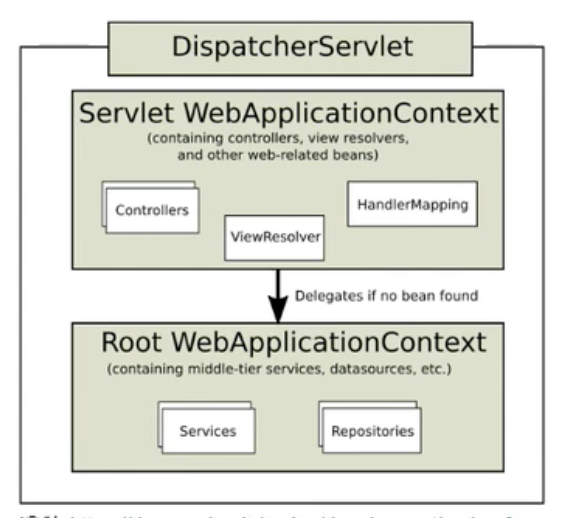 DispatcherServlet
Servlet WebApplicationContext
(containing controllers, view resolvers,
and other web-related beans)
Controllers
HandlerMapping
ViewResolver
Delegates if no bean found
Root WebApplicationContext
(containing middle-tier services, datasources, etc.)
Services
Repositories